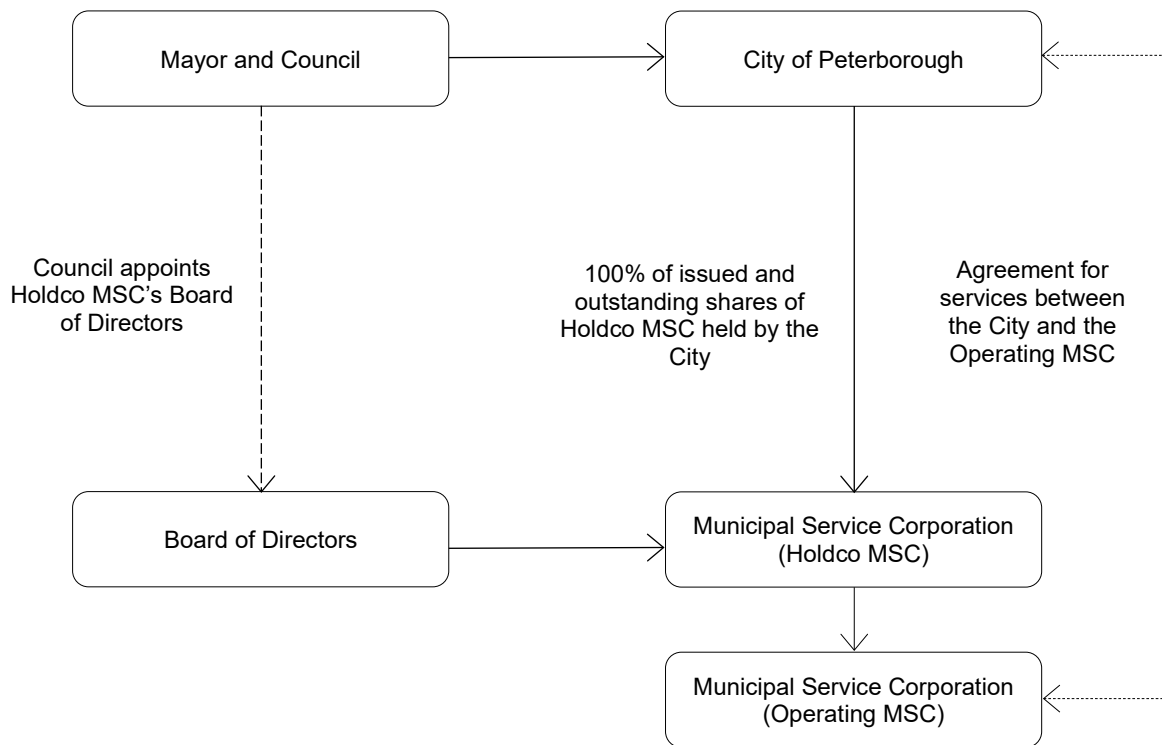 Mayor and Council
City of Peterborough
Council appoints
Holdco MSC’s Board
of Directors
100% of issued and
outstanding shares of
Holdco MSC held by the
City
Agreement for
services between
the City and the
Operating MSC
Board of Directors
Municipal Service Corporation
(Holdco MSC)
Municipal Service Corporation
(Operating MSC)